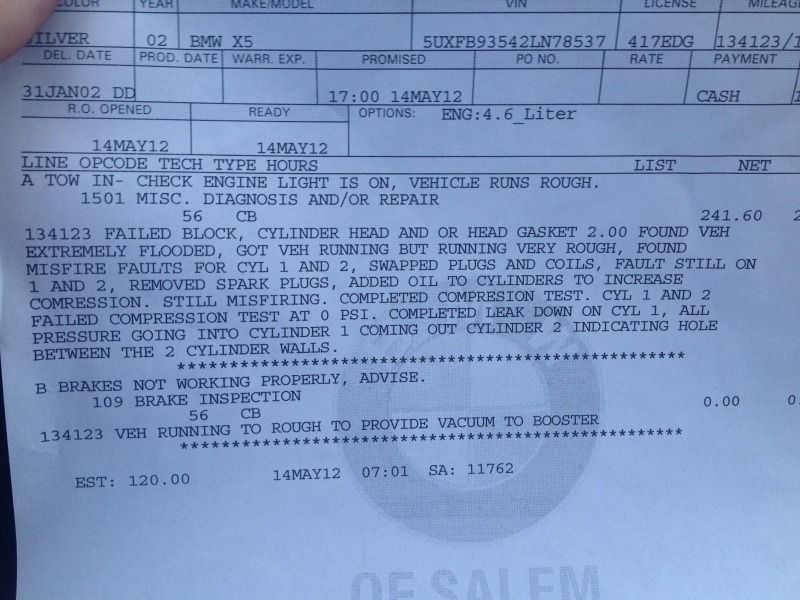 COLOR YEAR MAKE/MODEL VIN LICENSE MILEAG
SILVER 02 BMW X5 5UXFB93542LN78537 417EDG 134123/1
DEL. DATE PROD. DATE WARR. EXP. PROMISED PO NO. RATE PAYMENT
31JAN02 DD 17:00 14MAY12 CASH
R.O. OPENED READY OPTIONS: ENG:4.6_Liter
14MAY12 14MAY12
LINE OPCODE TECH TYPE HOURS LIST NET
A TOW IN- CHECK ENGINE LIGHT IS ON, VEHICLE RUNS ROUGH.
1501 MISC. DIAGNOSIS AND/OR REPAIR
56 CB 241.60 2
134123 FAILED BLOCK, CYLINDER HEAD AND OR HEAD GASKET 2.00 FOUND VEH
EXTREMELY FLOODED, GOT VEH RUNNING BUT RUNNING VERY ROUGH, FOUND
MISFIRE FAULTS FOR CYL 1 AND 2, SWAPPED PLUGS AND COILS, FAULT STILL ON
1 AND 2, REMOVED SPARK PLUGS, ADDED OIL TO CYLINDERS TO INCREASE
COMRESSION. STILL MISFIRING. COMPLETED COMPRESION TEST. CYL 1 AND 2
FAILED COMPRESSION TEST AT 0 PSI. COMPLETED LEAK DOWN ON CYL 1, ALL
PRESSURE GOING INTO CYLINDER 1 COMING OUT CYLINDER 2 INDICATING HOLE
BETWEEN THE 2 CYLINDER WALLS.
****************************************************
B BRAKES NOT WORKING PROPERLY, ADVISE.
109 BRAKE INSPECTION
56 CB 0.00 0.
134123 VEH RUNNING TO ROUGH TO PROVIDE VACUUM TO BOOSTER
****************************************************
EST: 120.00 14MAY12 07:01 SA: 11762
OF SALEM